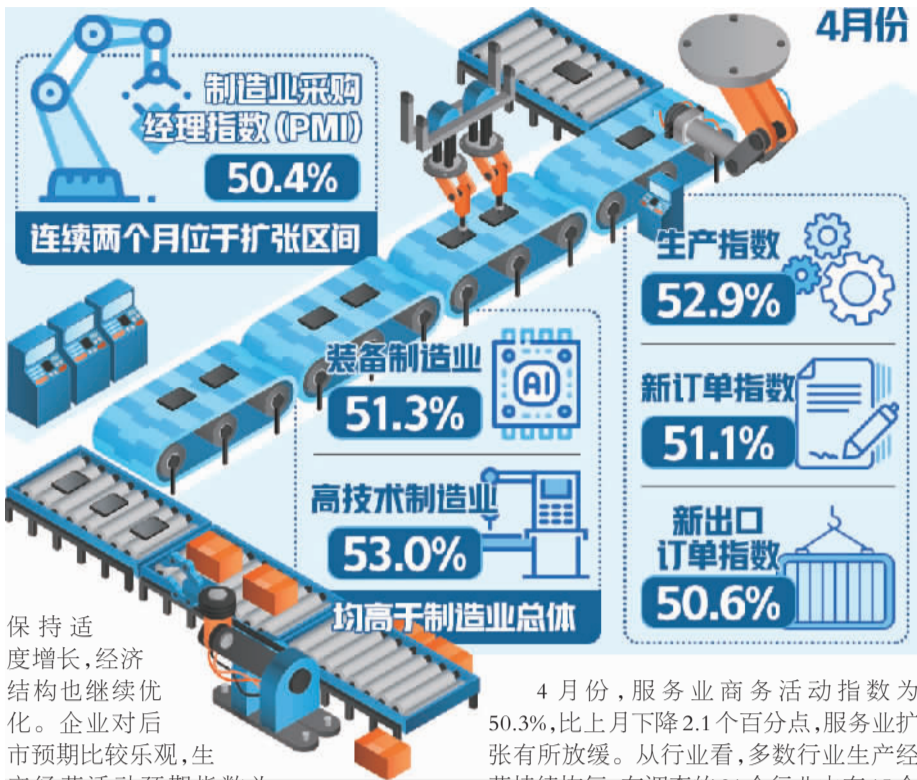 4月份
制造业采购
经理指数(PMI)
50.4%
连续两个月位于扩张区间
生产指数
52.9%
新订单指数
51.1%
新出口
订单指数
50.6%
装备制造业
AI
51.3%
高技术制造业
53.0%
均高于制造业总体
保持适
度增长,经济
结构也继续优
化。企业对后
市预期比较乐观,生
4月份,服务业商务活动指数为
50.3%,比上月下降2.1个百分点,服务业扩
张有所放缓。从行业看,多数行业生产经